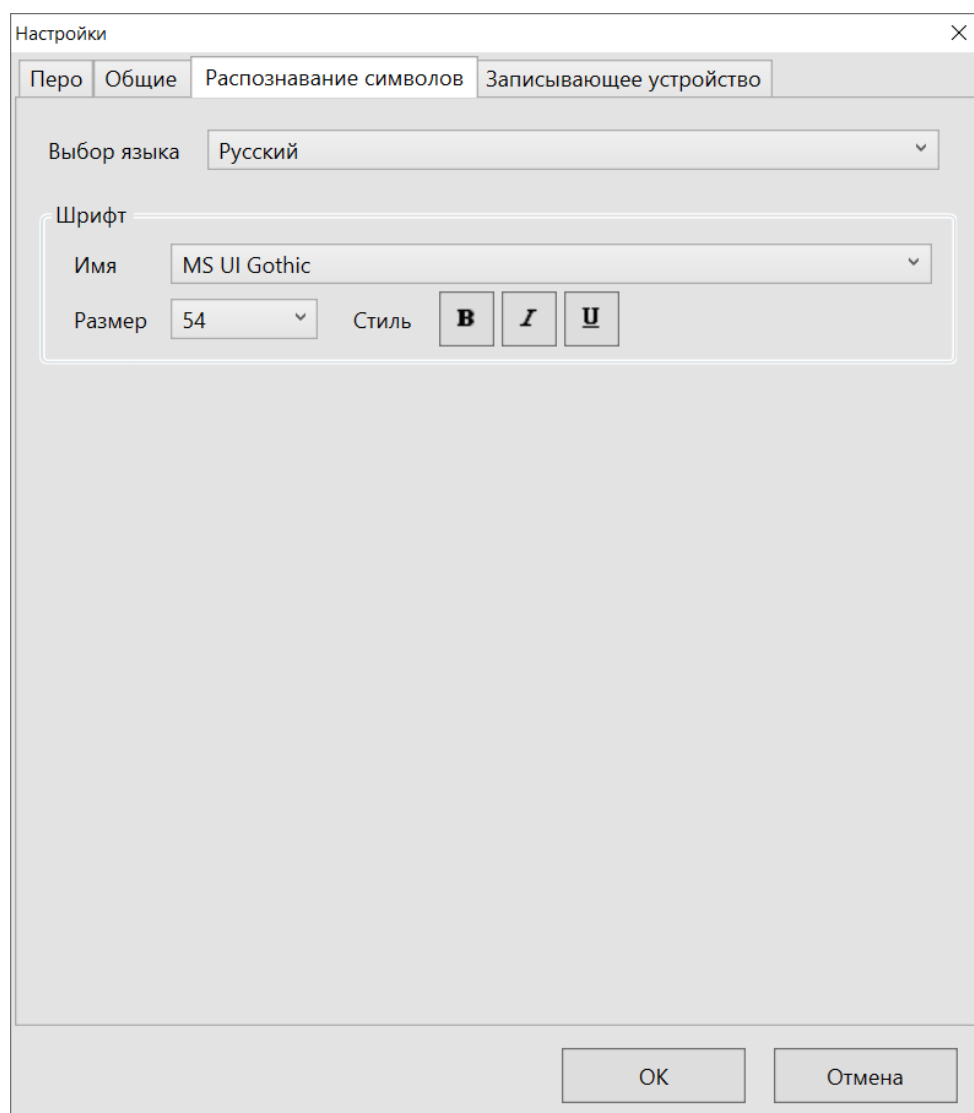 Настройки
Перо Общие Распознавание символов Записывающее устройство
Выбор языка Русский
Шрифт
Имя MS UI Gothic
Размер 54 Стиль B I U
OK Отмена